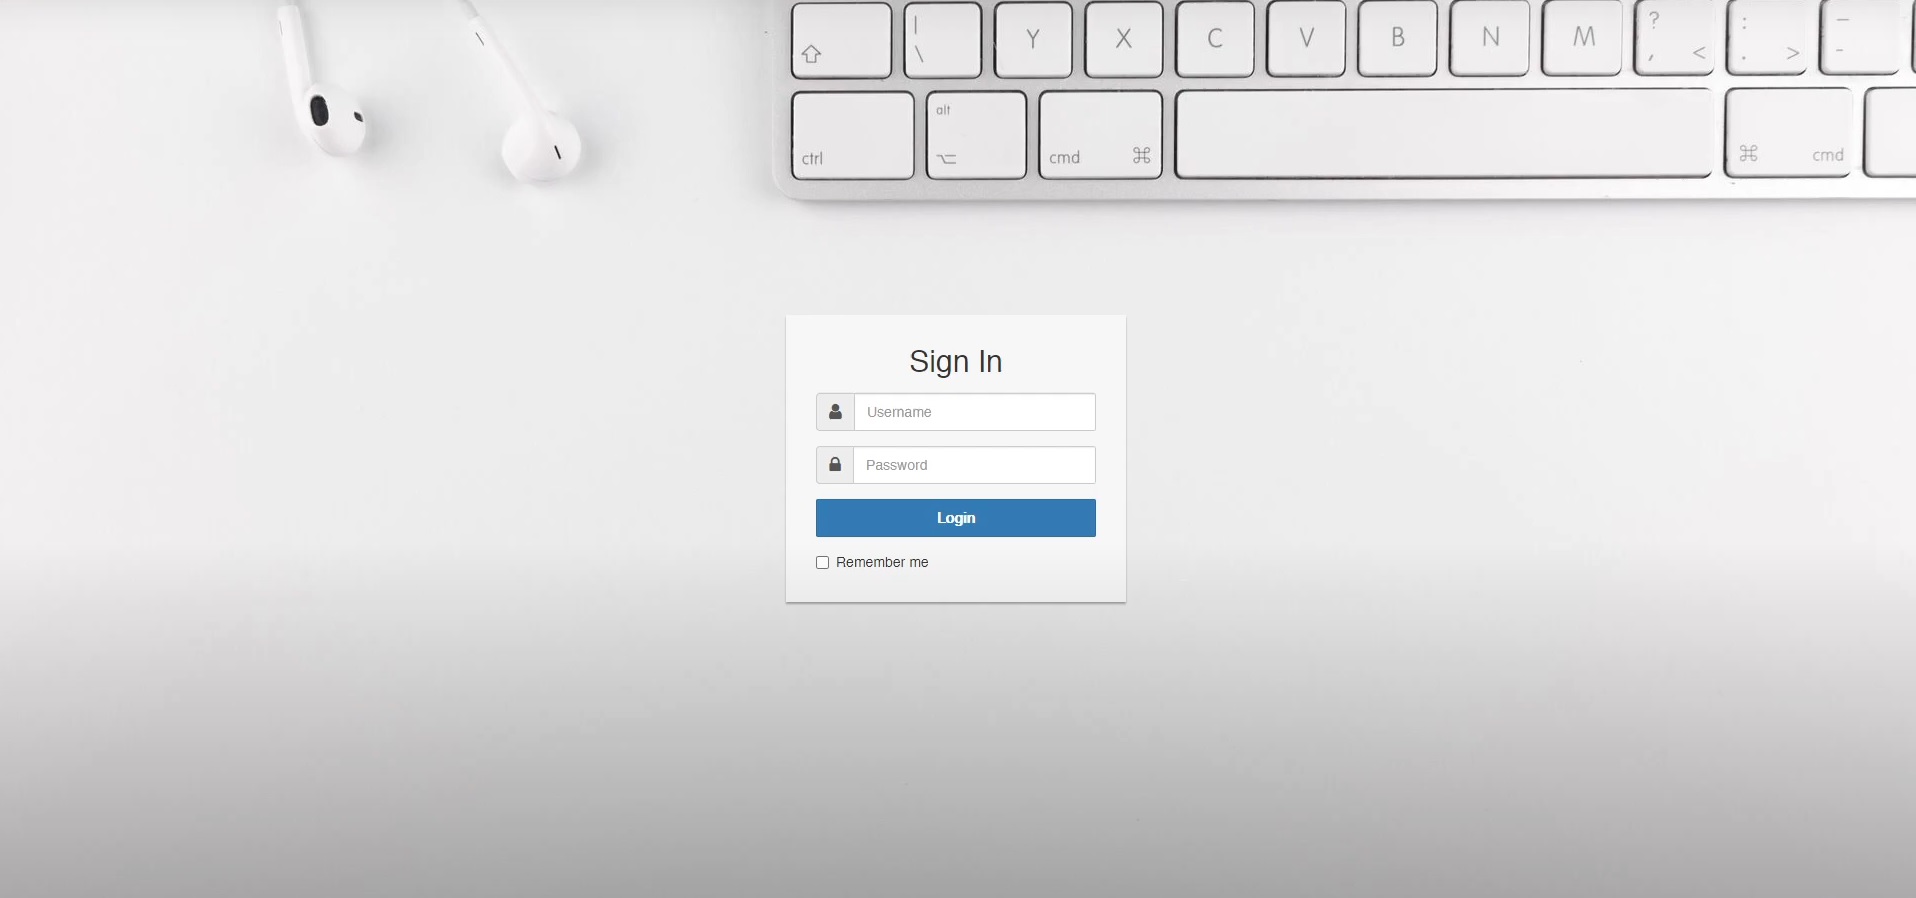 | Y X C V B N M ? : —
\ , < . > -
alt
ctrl ⌥ cmd ⌘ ⌘ cmd
Sign In
Username
Password
Login
Remember me